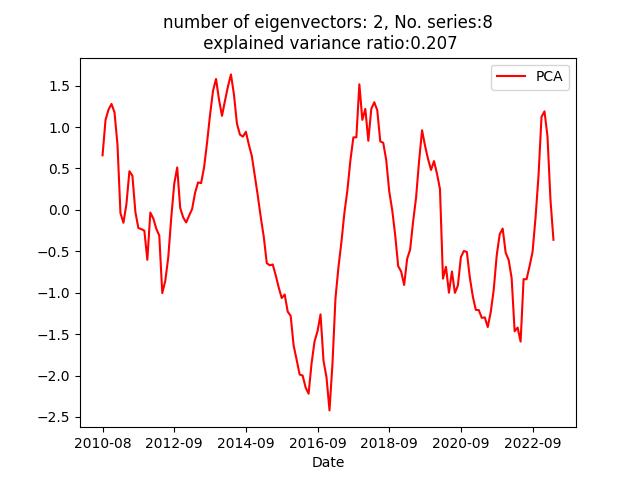 number of eigenvectors: 2, No. series:8
explained variance ratio:0.207
PCA
1.5
1.0
0.5
0.0
−0.5
−1.0
−1.5
−2.0
−2.5
2010-08 2012-09 2014-09 2016-09 2018-09 2020-09 2022-09
Date